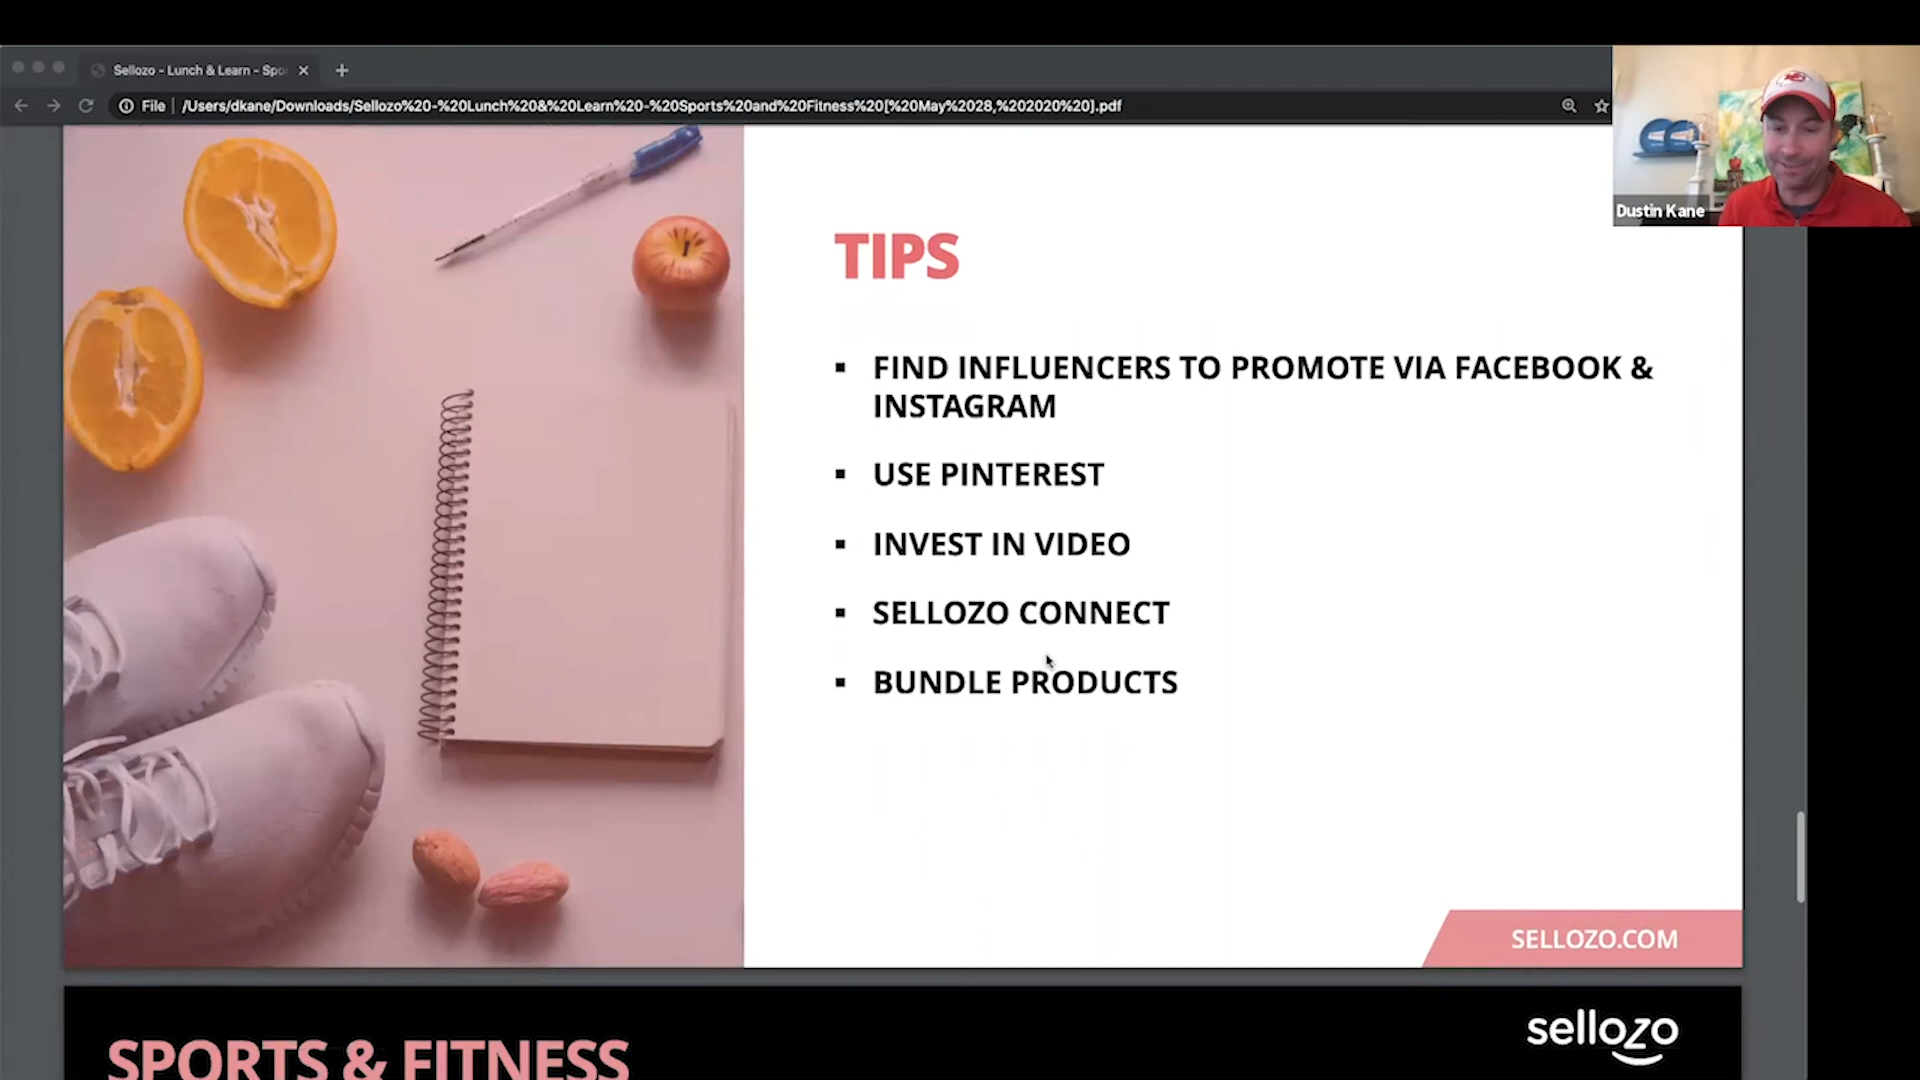 Sellozo - Lunch & Learn - Spo
File
/Users/dkane/Downloads/Sellozo%20-%20Lunch%20&%20Learn%20-%20Sports%20and%20Fitness%20[%20May%2028,%202020%20].pdf
Dustin Kane
TIPS
▪ FIND INFLUENCERS TO PROMOTE VIA FACEBOOK &
INSTAGRAM
▪ USE PINTEREST
▪ INVEST IN VIDEO
▪ SELLOZO CONNECT
▪ BUNDLE PRODUCTS
SELLOZO.COM
SPORTS & FITNESS
sellozo